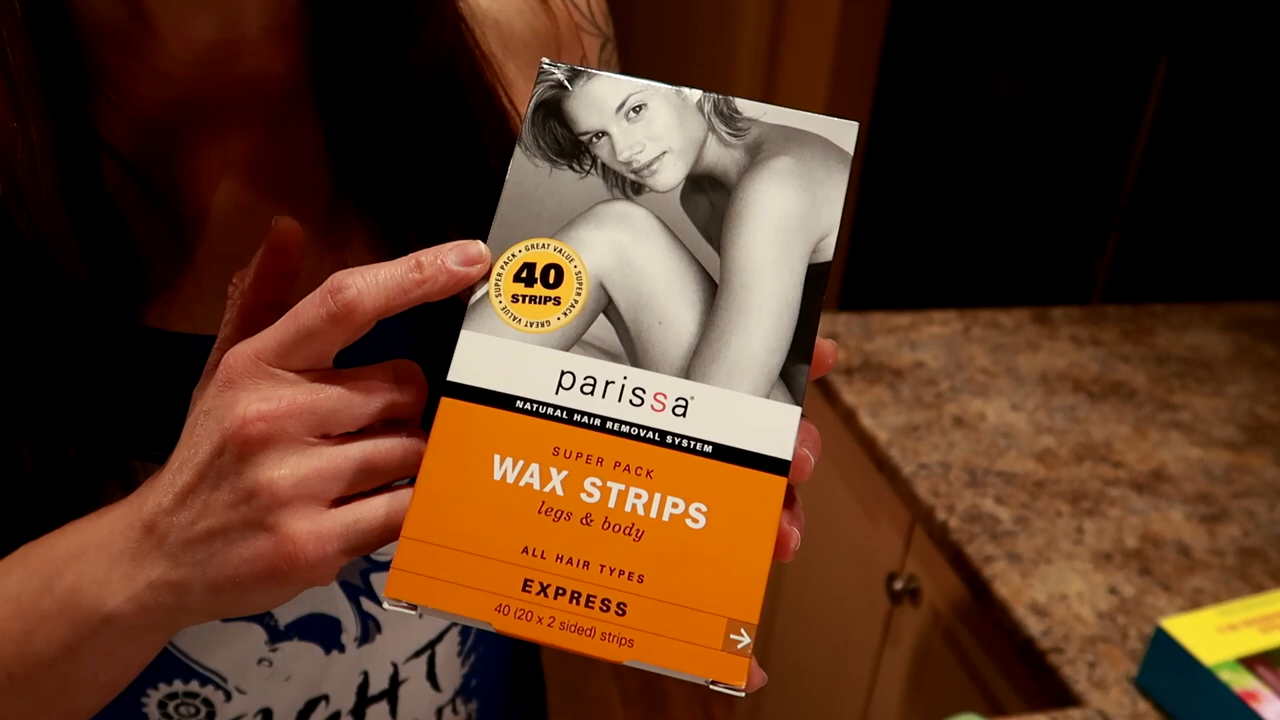 SUPER PACK • GREAT VALUE • SUPER PACK • GREAT VALUE •
40
STRIPS
parissa®
NATURAL HAIR REMOVAL SYSTEM
SUPER PACK
WAX STRIPS
legs & body
ALL HAIR TYPES
EXPRESS
40 (20 x 2 sided) strips